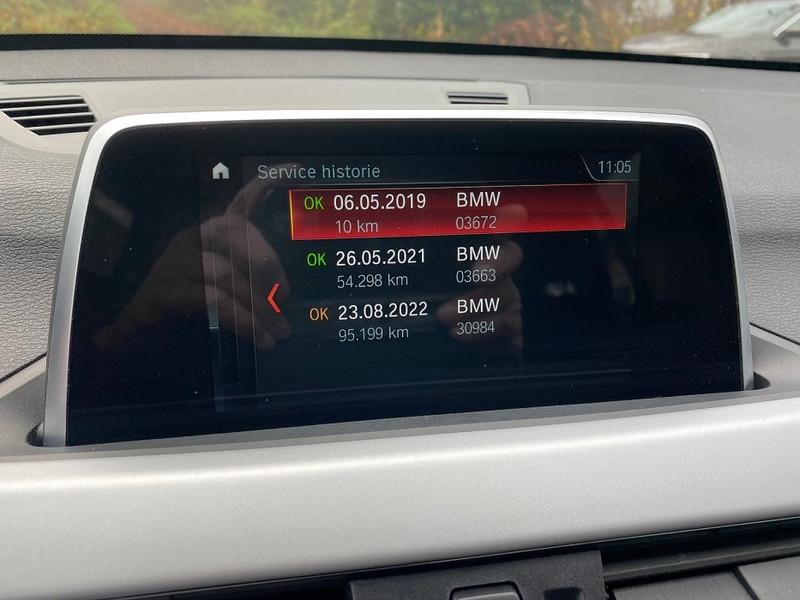 Service historie 11:05
OK 06.05.2019 BMW
10 km 03672
OK 26.05.2021 BMW
54.298 km 03663
OK 23.08.2022 BMW
95.199 km 30984